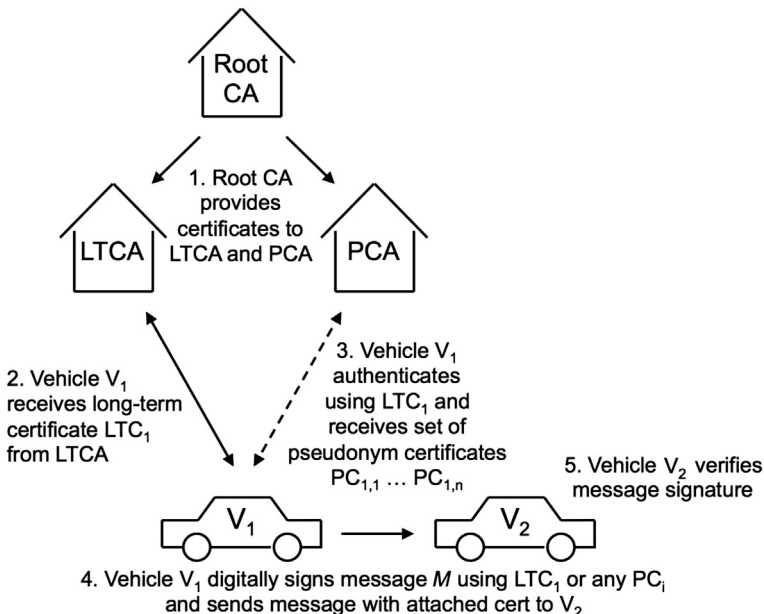 Root
CA
1. Root CA
provides
certificates to
LTCA and PCA
LTCA
PCA
2. Vehicle V₁
receives long-term
certificate LTC₁
from LTCA
3. Vehicle V₁
authenticates
using LTC₁ and
receives set of
pseudonym certificates
PC₁,₁ … PC₁,ₙ
5. Vehicle V₂ verifies
message signature
V₁
V₂
4. Vehicle V₁ digitally signs message M using LTC₁ or any PCᵢ
and sends message with attached cert to V₂